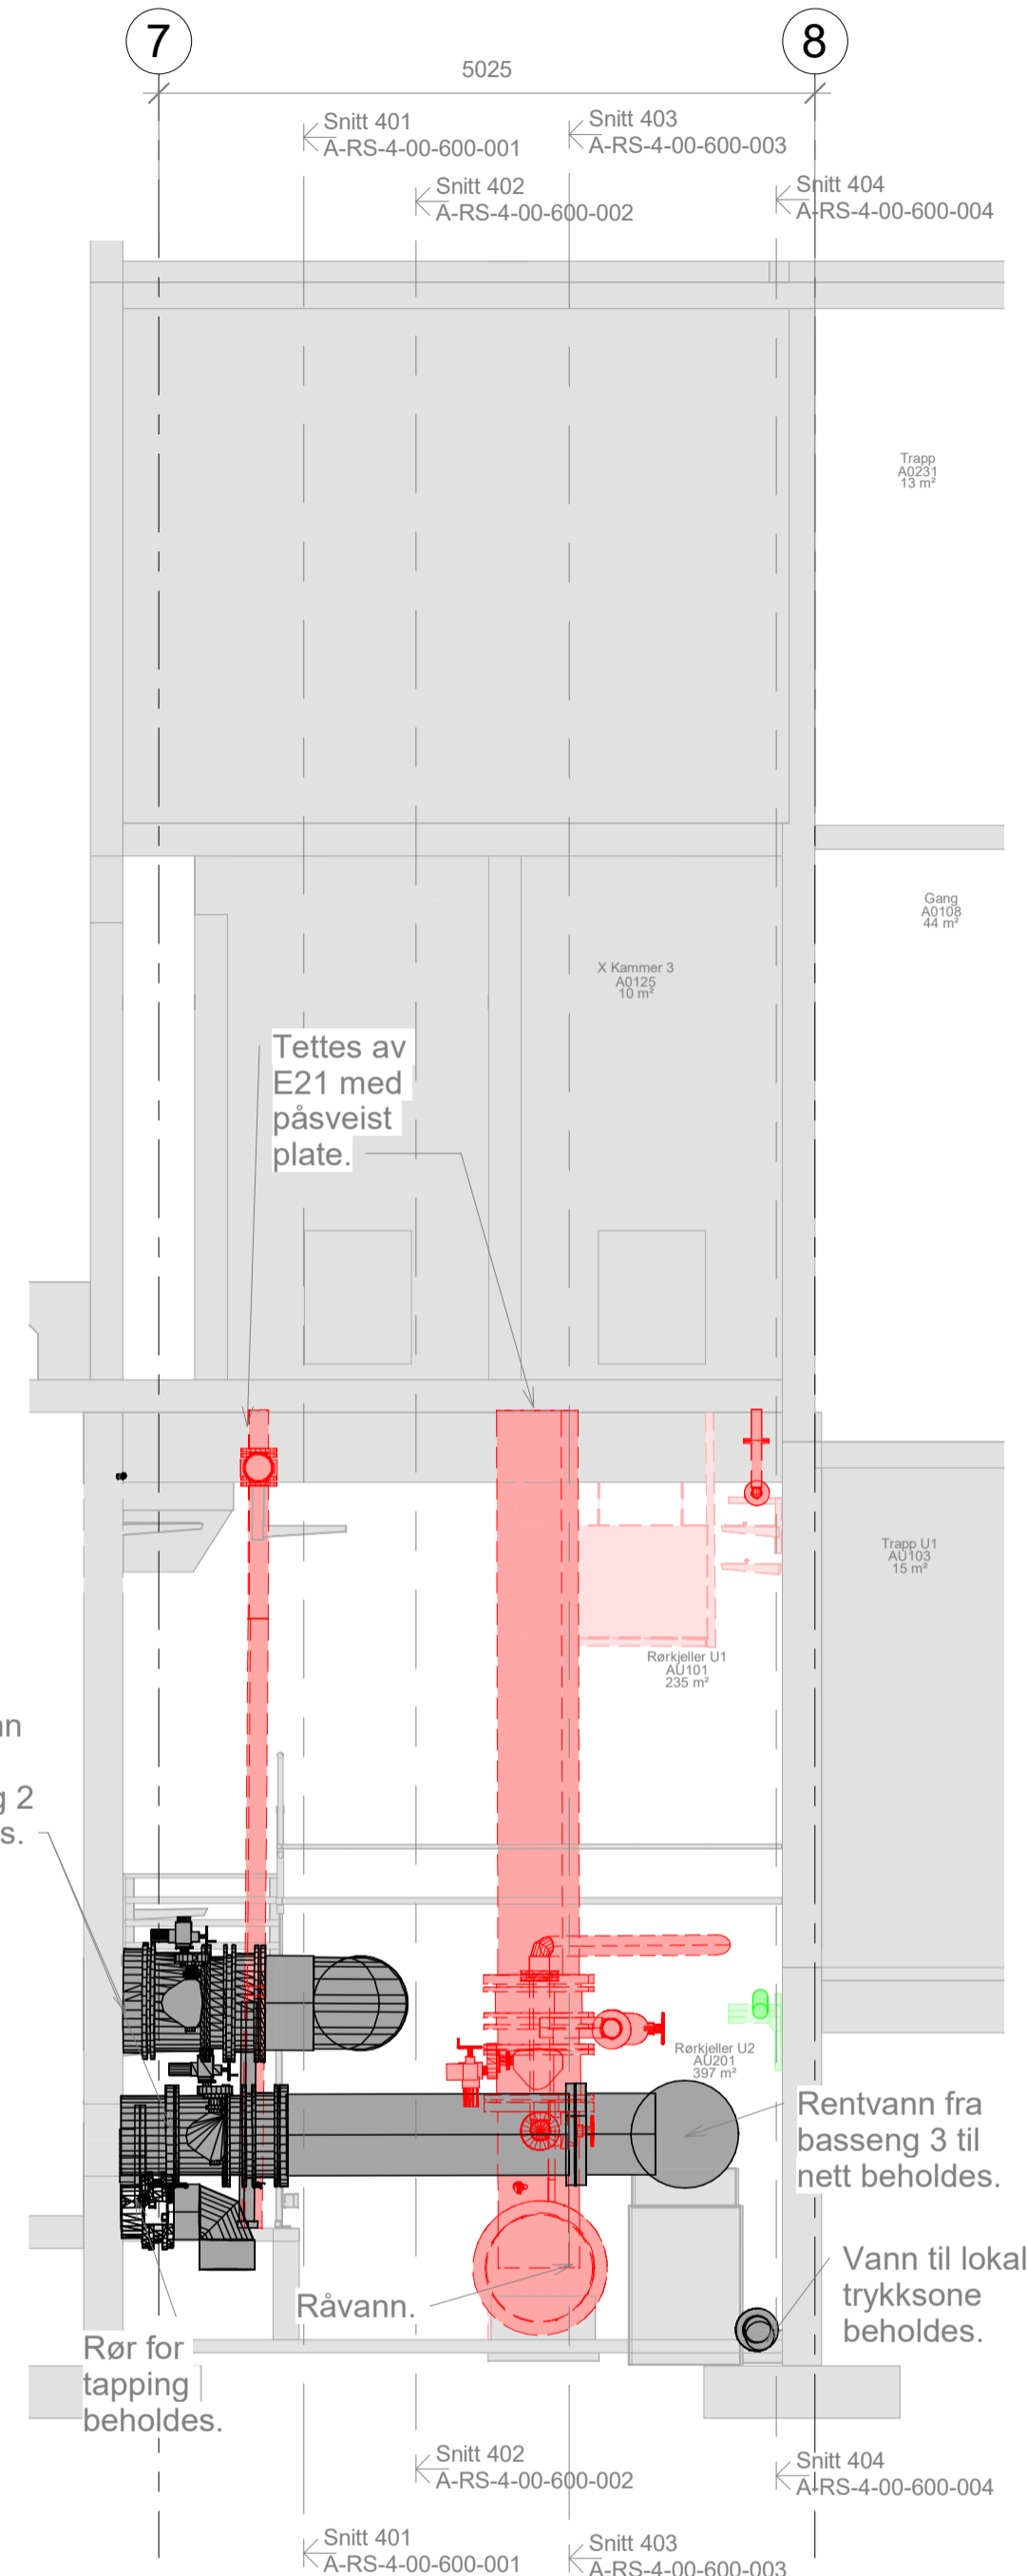 7
8
5025
Snitt 401
A-RS-4-00-600-001
Snitt 403
A-RS-4-00-600-003
Snitt 402
A-RS-4-00-600-002
Snitt 404
A-RS-4-00-600-004
Trapp
A0231
13 m²
Gang
A0108
44 m²
X Kammer 3
A0125
10 m²
Tettes av
E21 med
påsveist
plate.
Trapp U1
AU103
15 m²
Rørkjeller U1
AU101
235 m²
2
Rørkjeller U2
AU201
397 m²
Rentvann fra
basseng 3 til
nett beholdes.
Vann til lokal
trykksone
beholdes.
Råvann.
Rør for
tapping
beholdes.
Snitt 402
A-RS-4-00-600-002
Snitt 404
A-RS-4-00-600-004
Snitt 401
A-RS-4-00-600-001
Snitt 403
A-RS-4-00-600-003